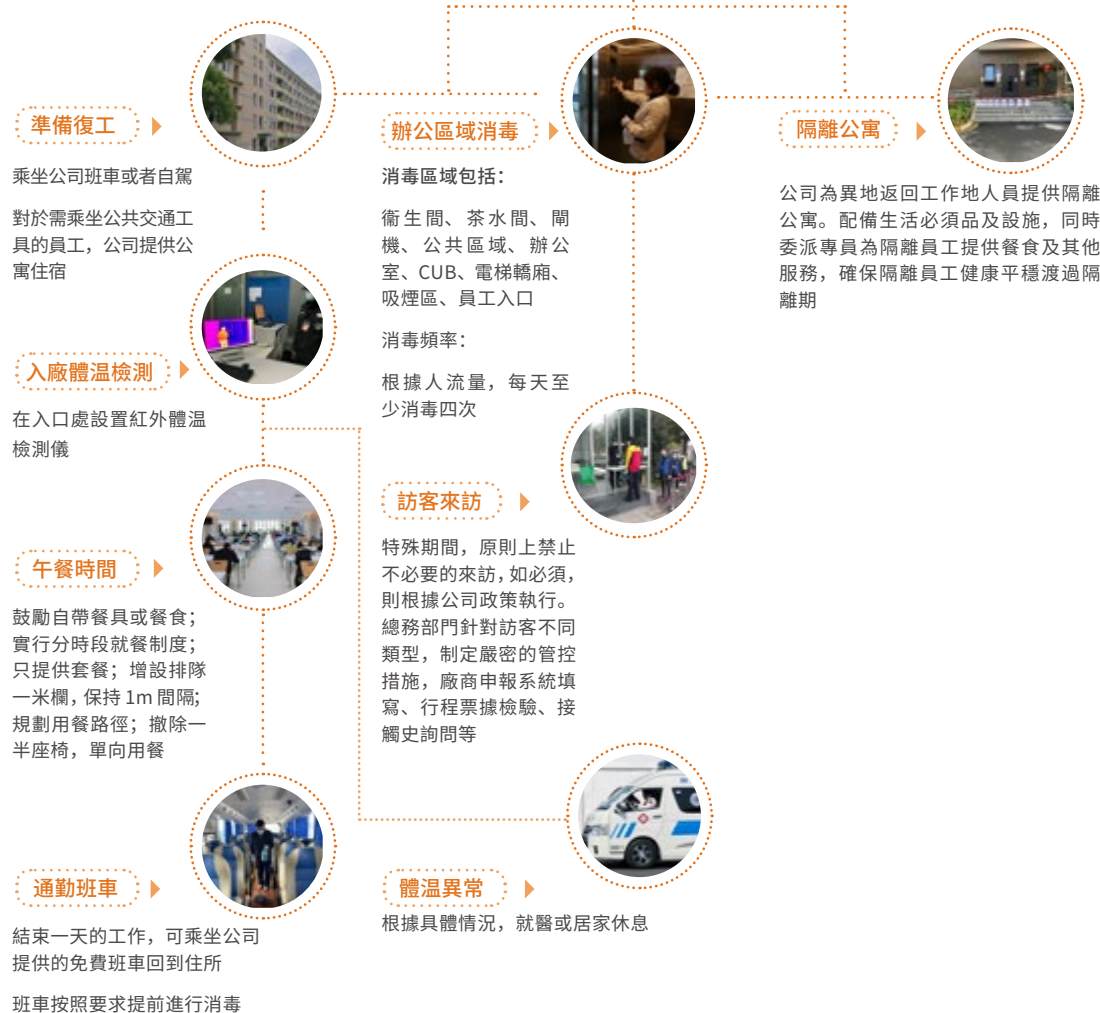 準備復工
乘坐公司班車或者自駕
對於需乘坐公共交通工
具的員工，公司提供公
寓住宿
入廠體温檢測
在入口處設置紅外體温
檢測儀
午餐時間
鼓勵自帶餐具或餐食；
實行分時段就餐制度；
只提供套餐；增設排隊
一米欄，保持 1m 間隔；
規劃用餐路徑；撤除一
半座椅，單向用餐
通勤班車
結束一天的工作，可乘坐公司
提供的免費班車回到住所
班車按照要求提前進行消毒
辦公區域消毒
消毒區域包括：
衞生間、茶水間、閘
機、公共區域、辦公
室、CUB、電梯轎廂、
吸煙區、員工入口
消毒頻率：
根據人流量，每天至
少消毒四次
訪客來訪
特殊期間，原則上禁止
不必要的來訪，如必須，
則根據公司政策執行。
總務部門針對訪客不同
類型，制定嚴密的管控
措施，廠商申報系統填
寫、行程票據檢驗、接
觸史詢問等
體温異常
根據具體情況，就醫或居家休息
隔離公寓
公司為異地返回工作地人員提供隔離
公寓。配備生活必須品及設施，同時
委派專員為隔離員工提供餐食及其他
服務，確保隔離員工健康平穩渡過隔
離期